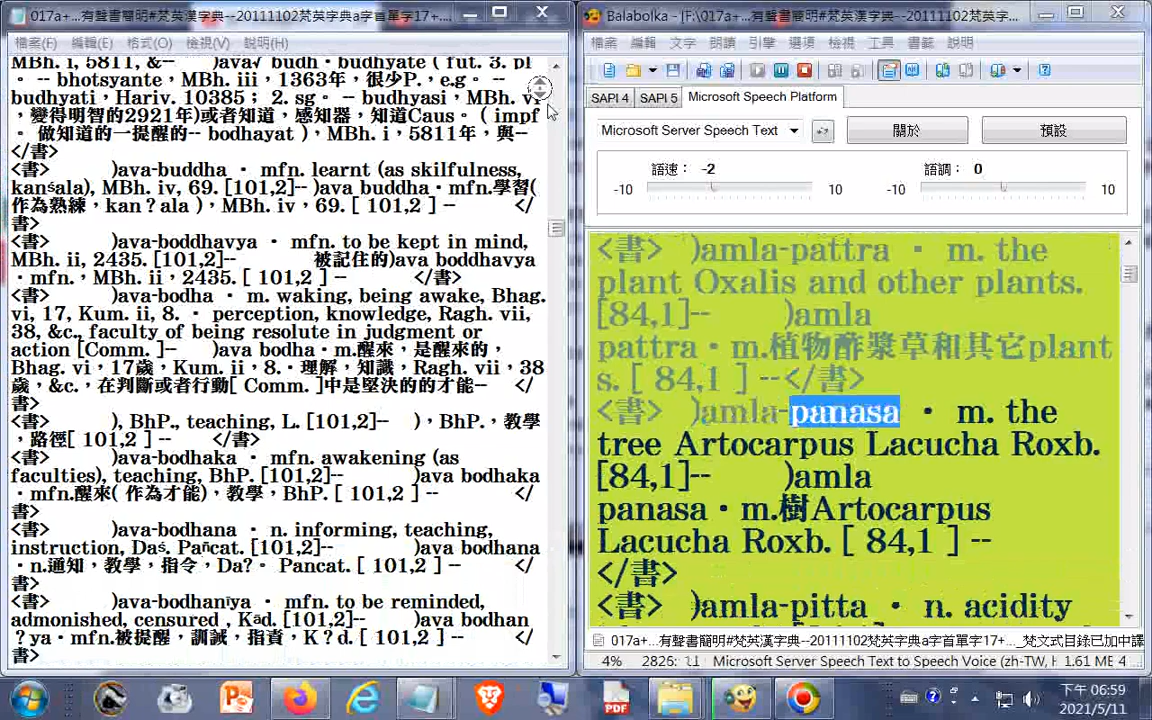 017a+...有聲書簡明#梵英漢字典--20111102梵英字典a字首單字17+...
檔案(F) 編輯(E) 格式(O) 檢視(V) 說明(H)
MBh. i, 5811, &-- )ava√ budh・budhyate ( fut. 3. pl
。 -- bhotsyante，MBh. iii，1363年，很少P.，e.g。 --
budhyati，Hariv. 10385； 2. sg。 -- budhyasi，MBh. vi
，變得明智的2921年)或者知道，感知器，知道Caus。( impf
。 做知道的一提醒的-- bodhayat )，MBh. i，5811年，與--
</書>
<書> )ava-buddha ・ mfn. learnt (as skilfulness,
kanśala), MBh. iv, 69. [101,2]-- )ava buddha・mfn.學習(
作為熟練，kan？ala )，MBh. iv，69. [ 101,2 ] -- </
書>
<書> )ava-boddhavya ・ mfn. to be kept in mind,
MBh. ii, 2435. [101,2]-- 被記住的)ava boddhavya
・mfn.，MBh. ii，2435. [ 101,2 ] -- </書>
<書> )ava-bodha ・ m. waking, being awake, Bhag.
vi, 17, Kum. ii, 8. ・ perception, knowledge, Ragh. vii,
38, &c., faculty of being resolute in judgment or
action [Comm. ]-- )ava bodha・m.醒來，是醒來的，
Bhag. vi，17歲，Kum. ii，8.・理解，知識，Ragh. vii，38
歲，&c.，在判斷或者行動[ Comm. ]中是堅決的的才能-- </
書>
<書> ), BhP., teaching, L. [101,2]-- )，BhP.，教學
，路徑[ 101,2 ] -- </書>
<書> )ava-bodhaka ・ mfn. awakening (as
faculties), teaching, BhP. [101,2]-- )ava bodhaka
・mfn.醒來( 作為才能)，教學，BhP. [ 101,2 ] -- </
書>
<書> )ava-bodhana ・ n. informing, teaching,
instruction, Daś. Pañcat. [101,2]-- )ava bodhana
・n.通知，教學，指令，Da?。 Pancat. [ 101,2 ] -- </
書>
<書> )ava-bodhanīya ・ mfn. to be reminded,
admonished, censured , Kād. [101,2]-- )ava bodhan
？ya・mfn.被提醒，訓誡，指責，K？d. [ 101,2 ] -- </
書>
Balabolka - [F:\017a+...有聲書簡明#梵英漢字典--20111102梵英字...
檔案 編輯 文字 朗讀 引擎 選項 檢視 工具 書籤 說明
SAPI 4 SAPI 5 Microsoft Speech Platform
Microsoft Server Speech Text 關於 預設
語速： -2 語調： 0
-10 10 -10 10
<書> )amla-pattra ・ m. the
plant Oxalis and other plants.
[84,1]-- )amla
pattra・m.植物酢漿草和其它plant
s. [ 84,1 ] --</書>
<書> )amla-panasa ・ m. the
tree Artocarpus Lacucha Roxb.
[84,1]-- )amla
panasa・m.樹Artocarpus
Lacucha Roxb. [ 84,1 ] --
</書>
<書> )amla-pitta ・ n. acidity
017a+...有聲書簡明#梵英漢字典--20111102梵英字典a字首單字17+..._梵文式目錄已加中譯
4% 2825: 11 Microsoft Server Speech Text to Speech Voice (zh-TW, H 1.61 MB 4
下午 06:59
2021/5/11